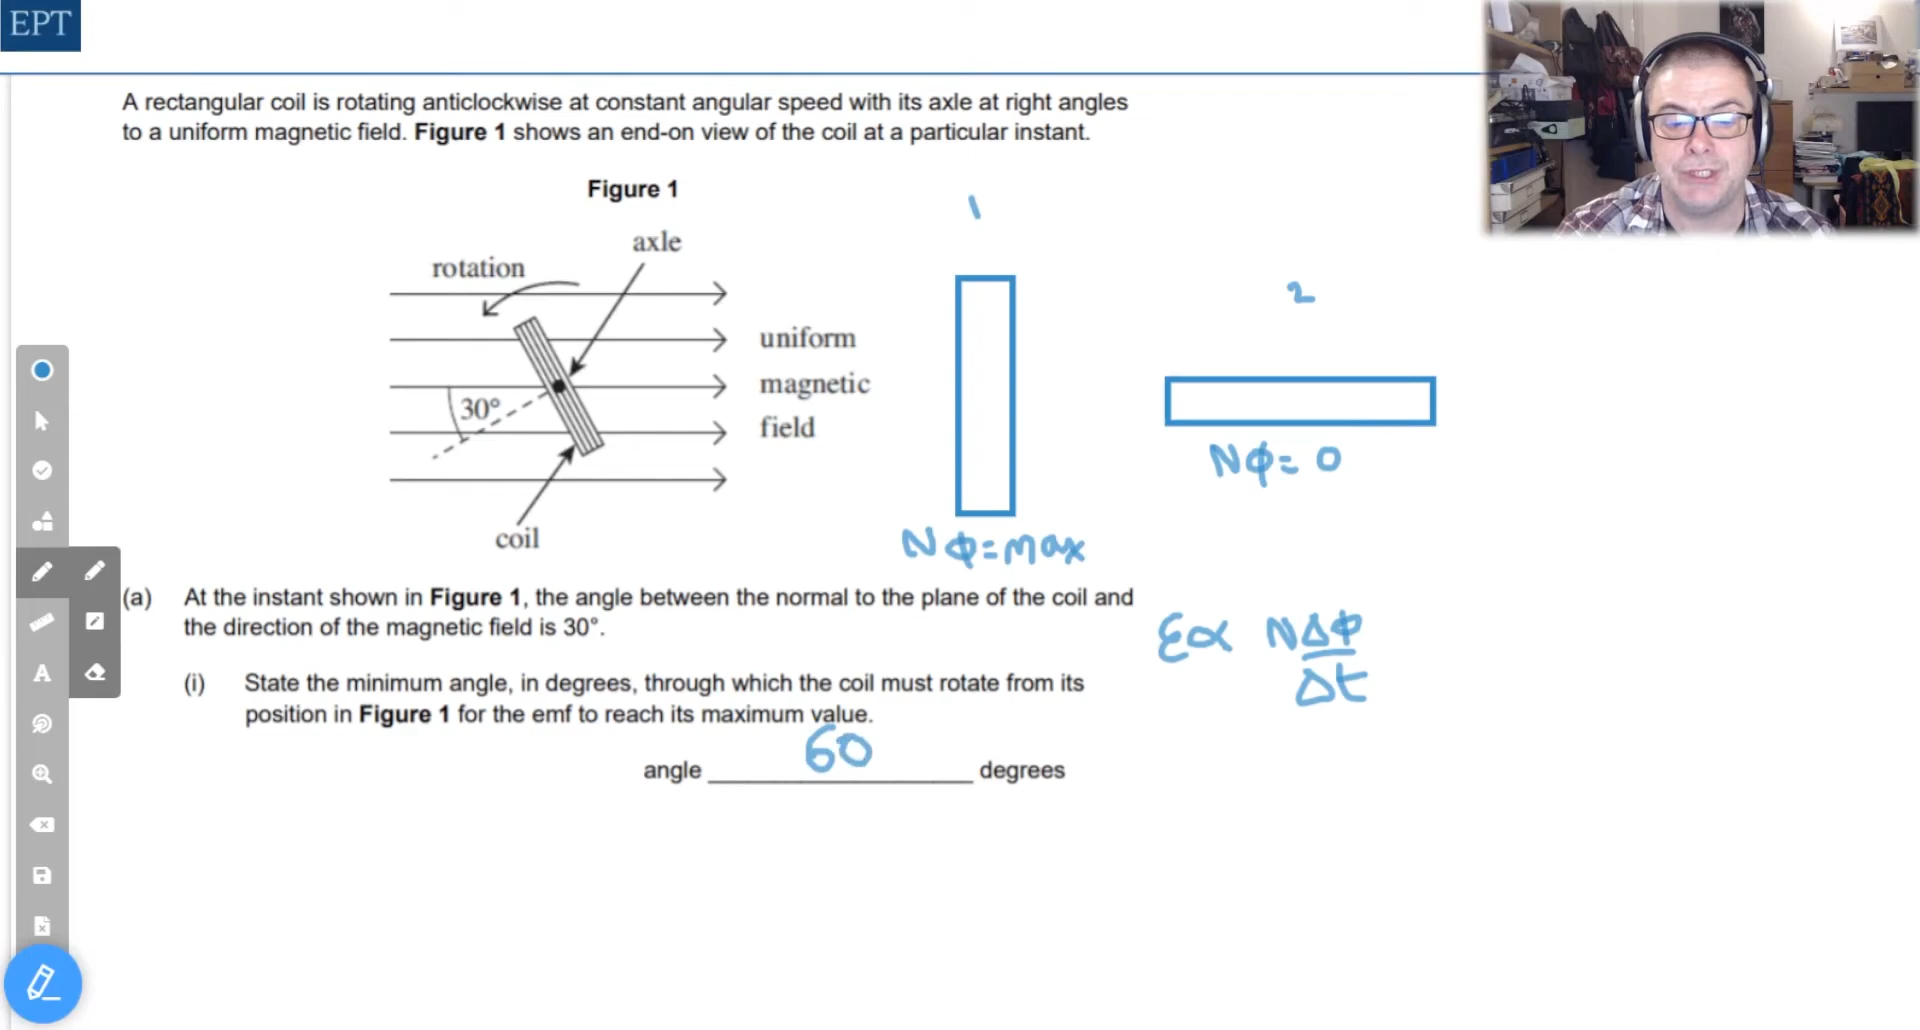 EPT
A rectangular coil is rotating anticlockwise at constant angular speed with its axle at right angles
to a uniform magnetic field. Figure 1 shows an end-on view of the coil at a particular instant.
Figure 1
axle
rotation
uniform
magnetic
field
30°
coil
1
2
NΦ=max
NΦ= 0
(a) At the instant shown in Figure 1, the angle between the normal to the plane of the coil and
the direction of the magnetic field is 30°.
ε∝ NΔΦ
Δt
(i) State the minimum angle, in degrees, through which the coil must rotate from its
position in Figure 1 for the emf to reach its maximum value.
60
angle ____________________ degrees
A